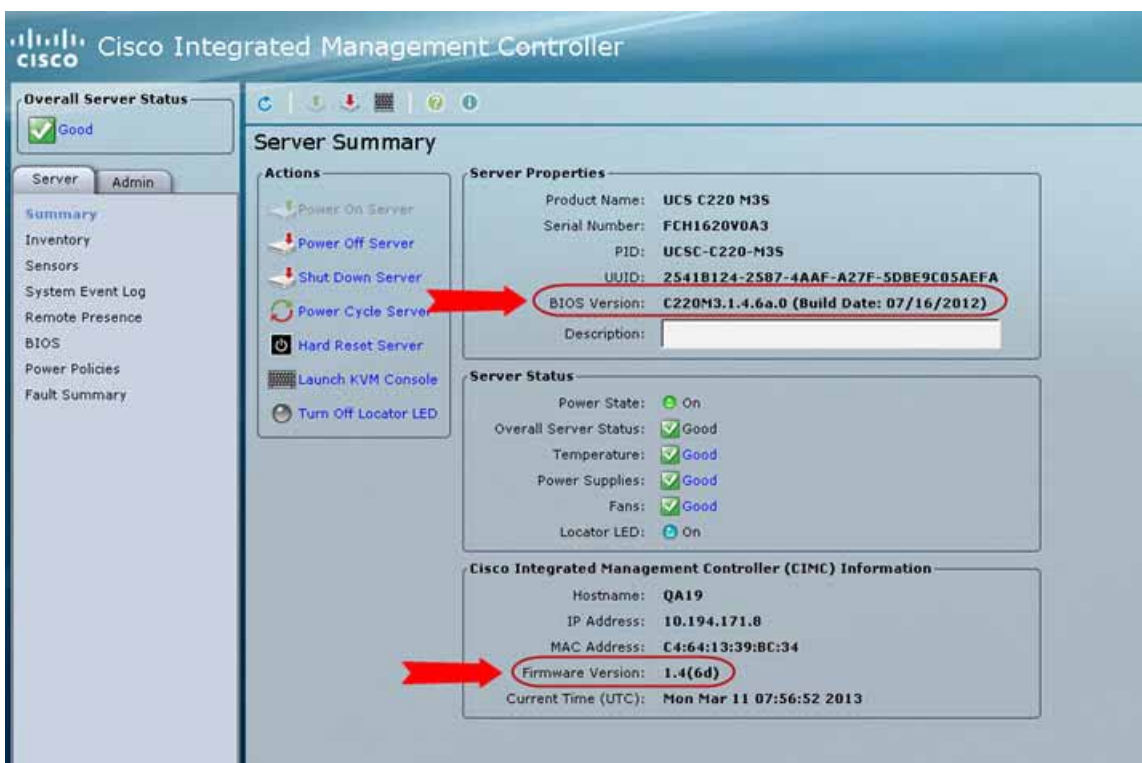 cisco Cisco Integrated Management Controller
Overall Server Status
Good
Server Admin
Summary
Inventory
Sensors
System Event Log
Remote Presence
BIOS
Power Policies
Fault Summary
Server Summary
Actions
Power On Server
Power Off Server
Shut Down Server
Power Cycle Server
Hard Reset Server
Launch KVM Console
Turn Off Locator LED
Server Properties
Product Name: UCS C220 M3S
Serial Number: FCH1620V0A3
PID: UCSC-C220-M3S
UUID: 2541B124-2587-4AAF-A27F-5DBE9C05AEFA
BIOS Version: C220M3.1.4.6a.0 (Build Date: 07/16/2012)
Description:
Server Status
Power State: On
Overall Server Status: Good
Temperature: Good
Power Supplies: Good
Fans: Good
Locator LED: On
Cisco Integrated Management Controller (CIMC) Information
Hostname: QA19
IP Address: 10.194.171.8
MAC Address: C4:64:13:39:BC:34
Firmware Version: 1.4(6d)
Current Time (UTC): Mon Mar 11 07:56:52 2013